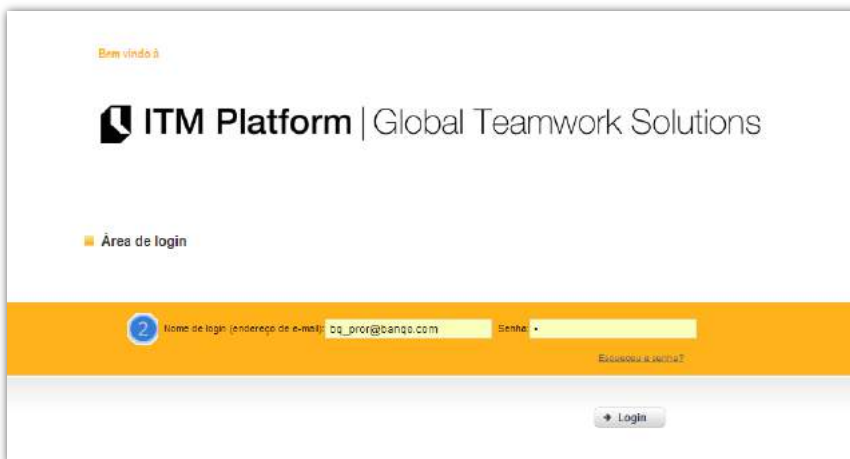 Bem vindo à
ITM Platform | Global Teamwork Solutions
Área de login
2 Nome de login (endereço de e-mail): bq_pror@banqo.com Senha: •
Esqueceu a senha?
Login